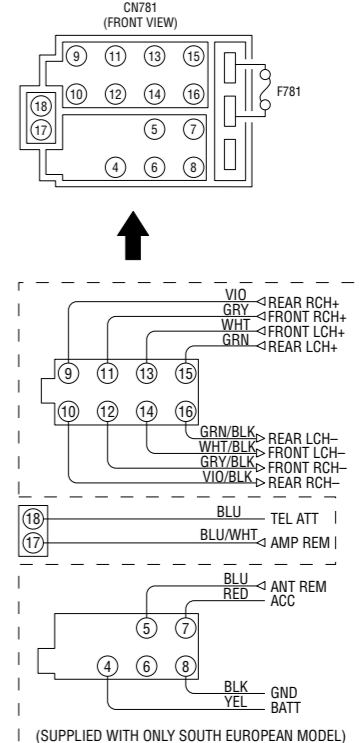 CN781
(FRONT VIEW)
9 11 13 15
10 12 14 16
F781
18
17
5 7
4 6 8
VIO REAR RCH+
GRY FRONT RCH+
WHT FRONT LCH+
GRN REAR LCH+
9 11 13 15
10 12 14 16
GRN/BLK REAR LCH–
WHT/BLK FRONT LCH–
GRY/BLK FRONT RCH–
VIO/BLK REAR RCH–
18 BLU TEL ATT
17 BLU/WHT AMP REM
BLU ANT REM
RED ACC
5 7
4 6 8
BLK GND
YEL BATT
(SUPPLIED WITH ONLY SOUTH EUROPEAN MODEL)